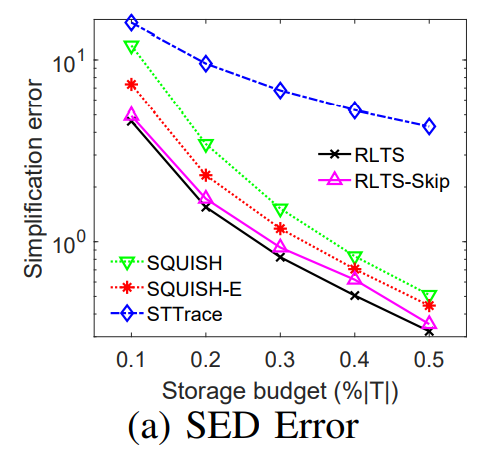 Simplification error
10^1
10^0
RLTS
RLTS-Skip
SQUISH
SQUISH-E
STTrace
0.1 0.2 0.3 0.4 0.5
Storage budget (%|T|)
(a) SED Error